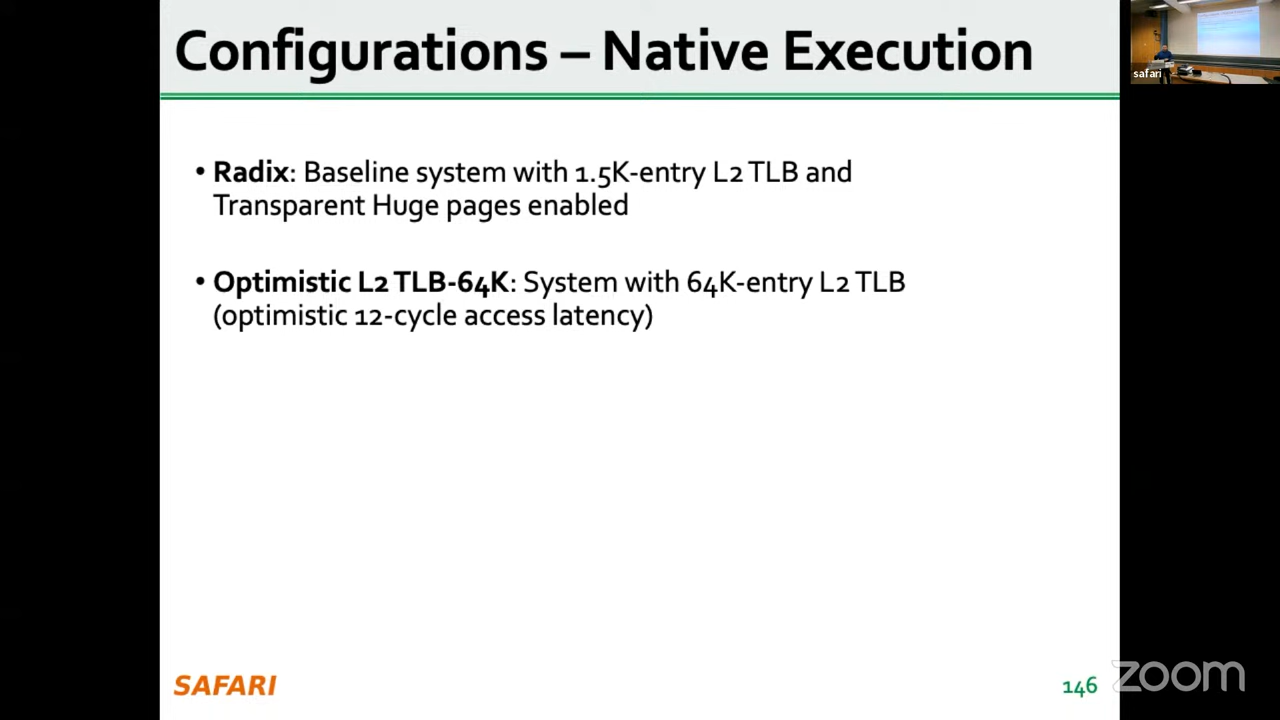 Configurations – Native Execution
safari
• Radix: Baseline system with 1.5K-entry L2 TLB and
Transparent Huge pages enabled
• Optimistic L2 TLB-64K: System with 64K-entry L2 TLB
(optimistic 12-cycle access latency)
SAFARI
146
zoom